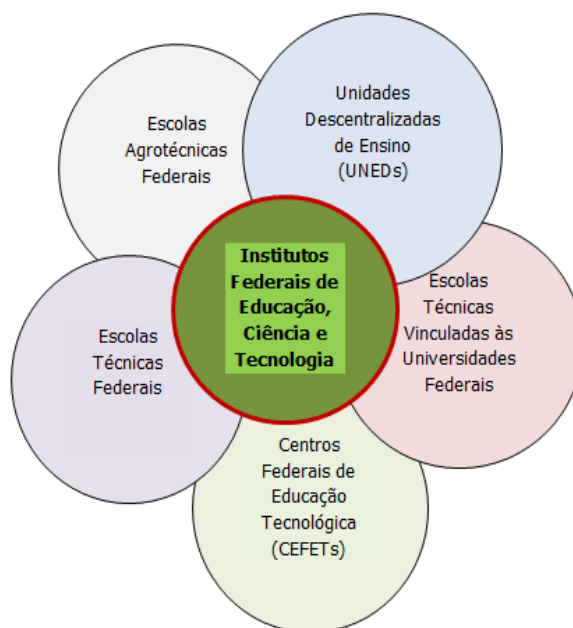 Unidades
Descentralizadas
de Ensino
(UNEDs)
Escolas
Agrotécnicas
Federais
Institutos
Federais de
Educação,
Ciência e
Tecnologia
Escolas
Técnicas
Vinculadas às
Universidades
Federais
Escolas
Técnicas
Federais
Centros
Federais de
Educação
Tecnológica
(CEFETs)